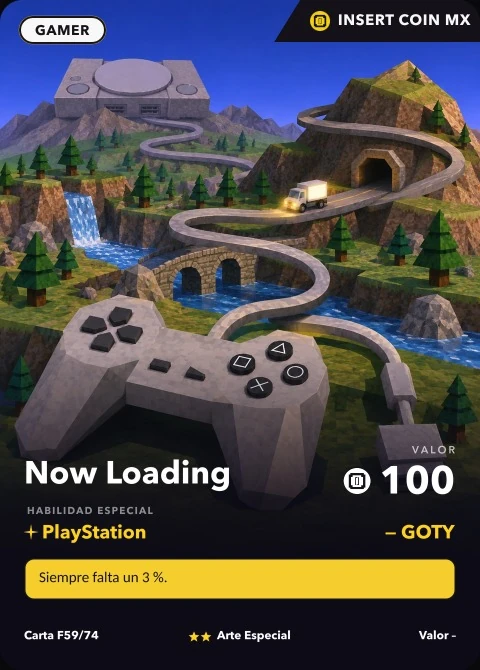 GAMER
INSERT COIN MX
VALOR
Now Loading
100
HABILIDAD ESPECIAL
PlayStation
– GOTY
Siempre falta un 3 %.
Carta F59/74
Arte Especial
Valor –